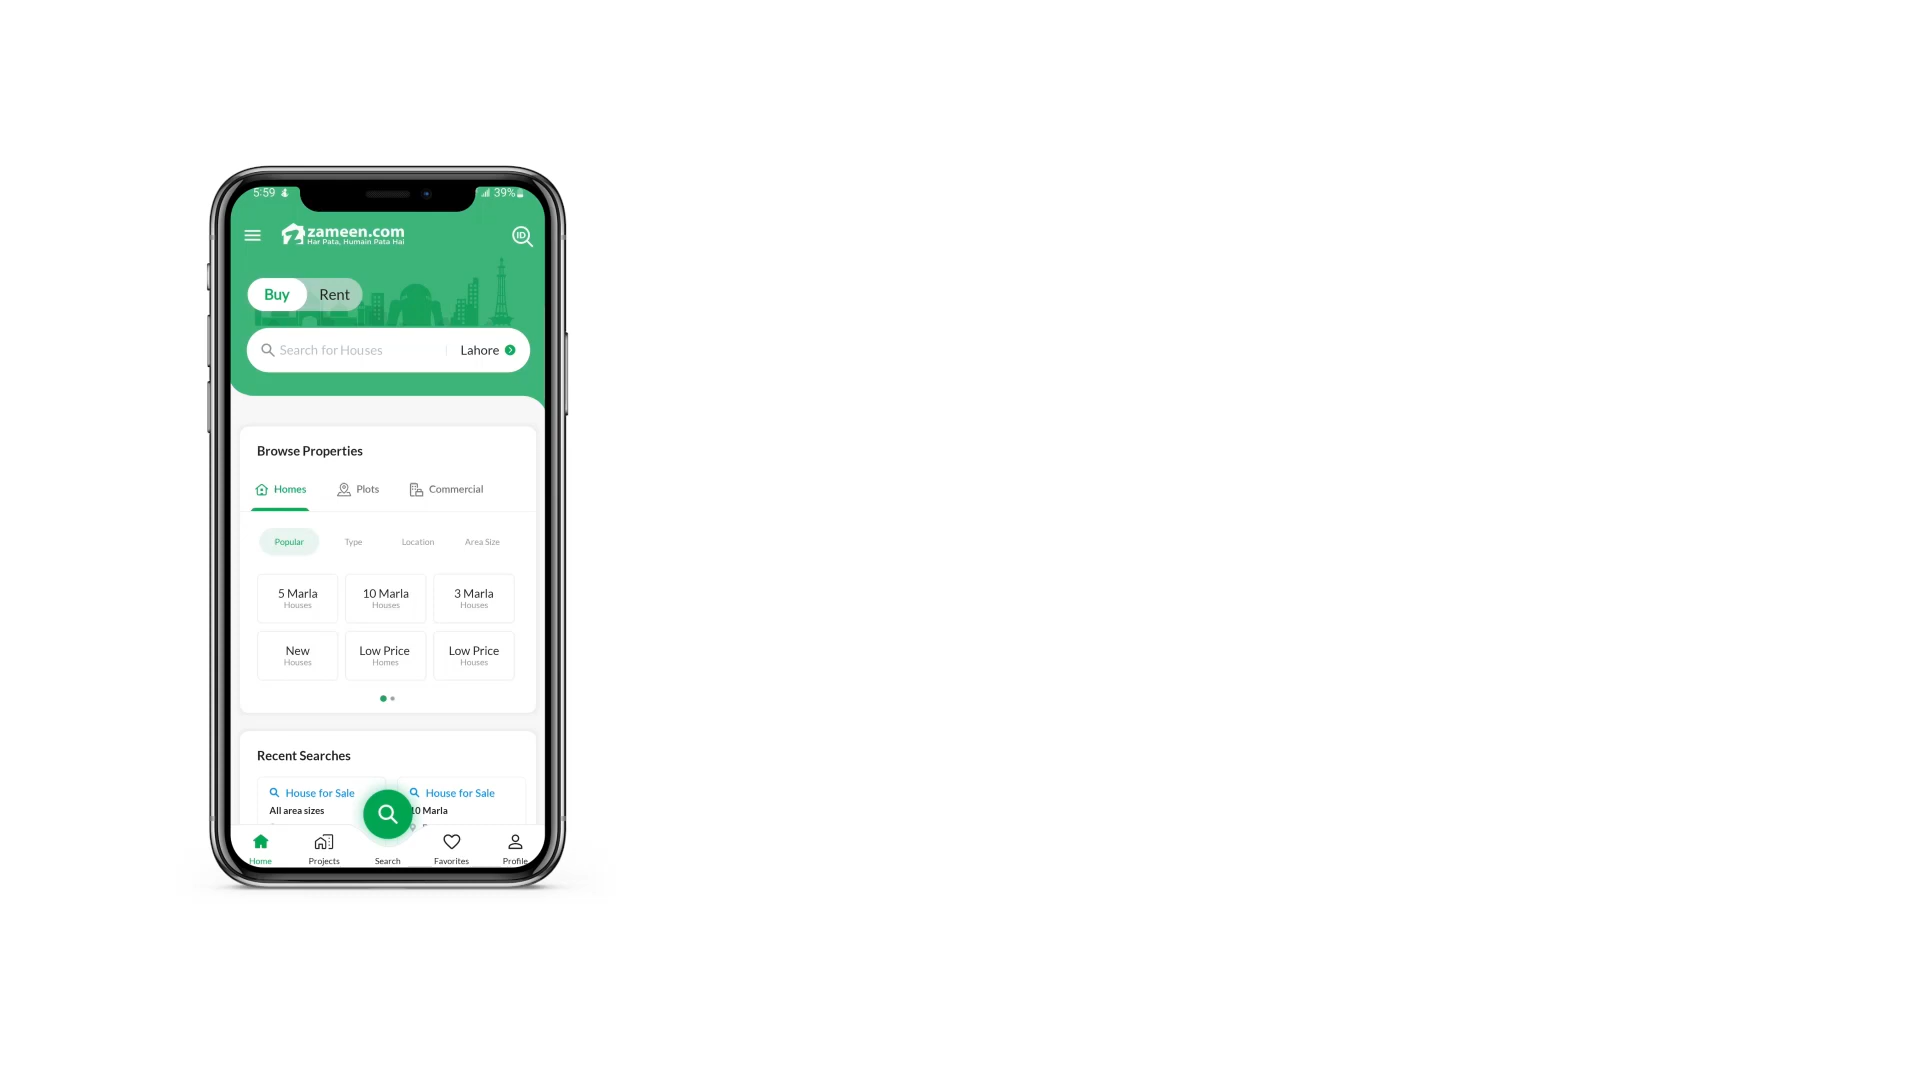 5:59 39%
zameen.com
Har Pata, Humain Pata Hai
ID
Buy Rent
Search for Houses Lahore
Browse Properties
Homes Plots Commercial
Popular Type Location Area Size
5 Marla 10 Marla 3 Marla
Houses Houses Houses
New Low Price Low Price
Houses Homes Houses
Recent Searches
House for Sale House for Sale
All area sizes 10 Marla
Home Projects Search Favorites Profile